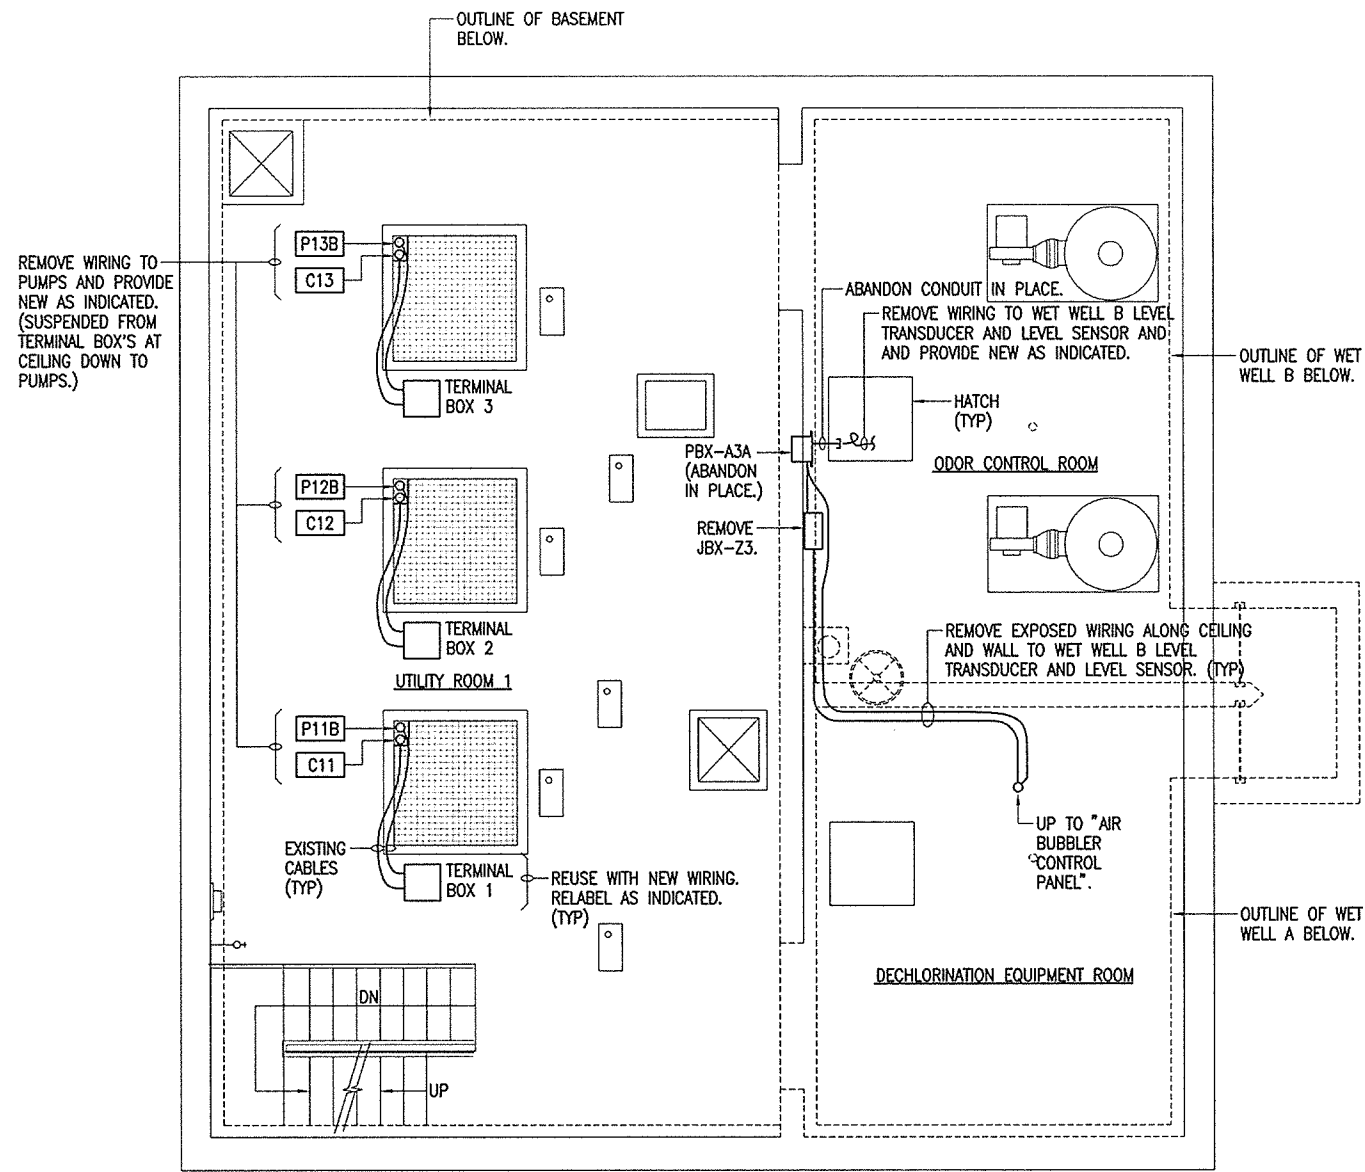 OUTLINE OF BASEMENT
BELOW.
REMOVE WIRING TO
PUMPS AND PROVIDE
NEW AS INDICATED.
(SUSPENDED FROM
TERMINAL BOX'S AT
CEILING DOWN TO
PUMPS.)
P13B
C13
TERMINAL
BOX 3
ABANDON CONDUIT IN PLACE.
REMOVE WIRING TO WET WELL B LEVEL
TRANSDUCER AND LEVEL SENSOR AND
AND PROVIDE NEW AS INDICATED.
OUTLINE OF WET
WELL B BELOW.
HATCH
(TYP)
PBX-A3A
(ABANDON
IN PLACE.)
ODOR CONTROL ROOM
P12B
C12
TERMINAL
BOX 2
REMOVE
JBX-Z3.
UTILITY ROOM 1
REMOVE EXPOSED WIRING ALONG CEILING
AND WALL TO WET WELL B LEVEL
TRANSDUCER AND LEVEL SENSOR. (TYP)
P11B
C11
EXISTING
CABLES
(TYP)
TERMINAL
BOX 1
REUSE WITH NEW WIRING.
RELABEL AS INDICATED.
(TYP)
UP TO "AIR
BUBBLER
CONTROL
PANEL".
OUTLINE OF WET
WELL A BELOW.
DECHLORINATION EQUIPMENT ROOM
DN
UP